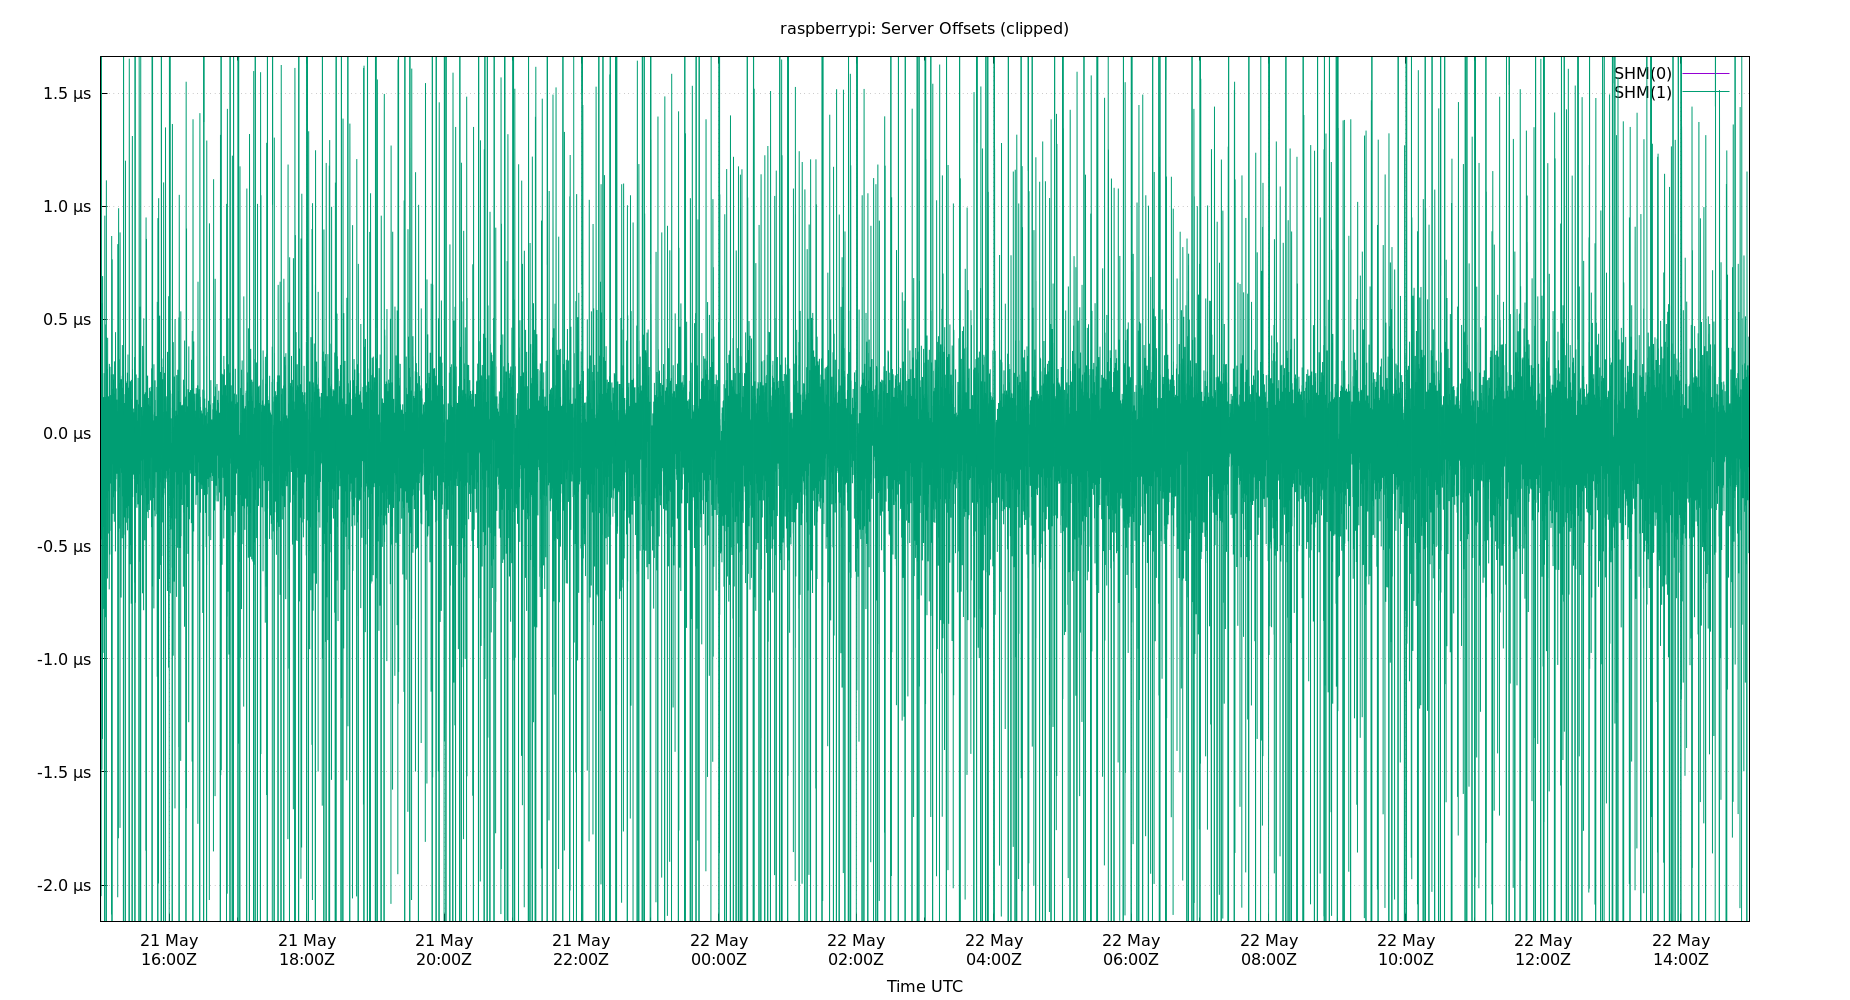 raspberrypi: Server Offsets (clipped)
SHM(0)
SHM(1)
1.5 µs
1.0 µs
0.5 µs
0.0 µs
-0.5 µs
-1.0 µs
-1.5 µs
-2.0 µs
21 May 21 May 21 May 21 May 22 May 22 May 22 May 22 May 22 May 22 May 22 May 22 May
16:00Z 18:00Z 20:00Z 22:00Z 00:00Z 02:00Z 04:00Z 06:00Z 08:00Z 10:00Z 12:00Z 14:00Z
Time UTC